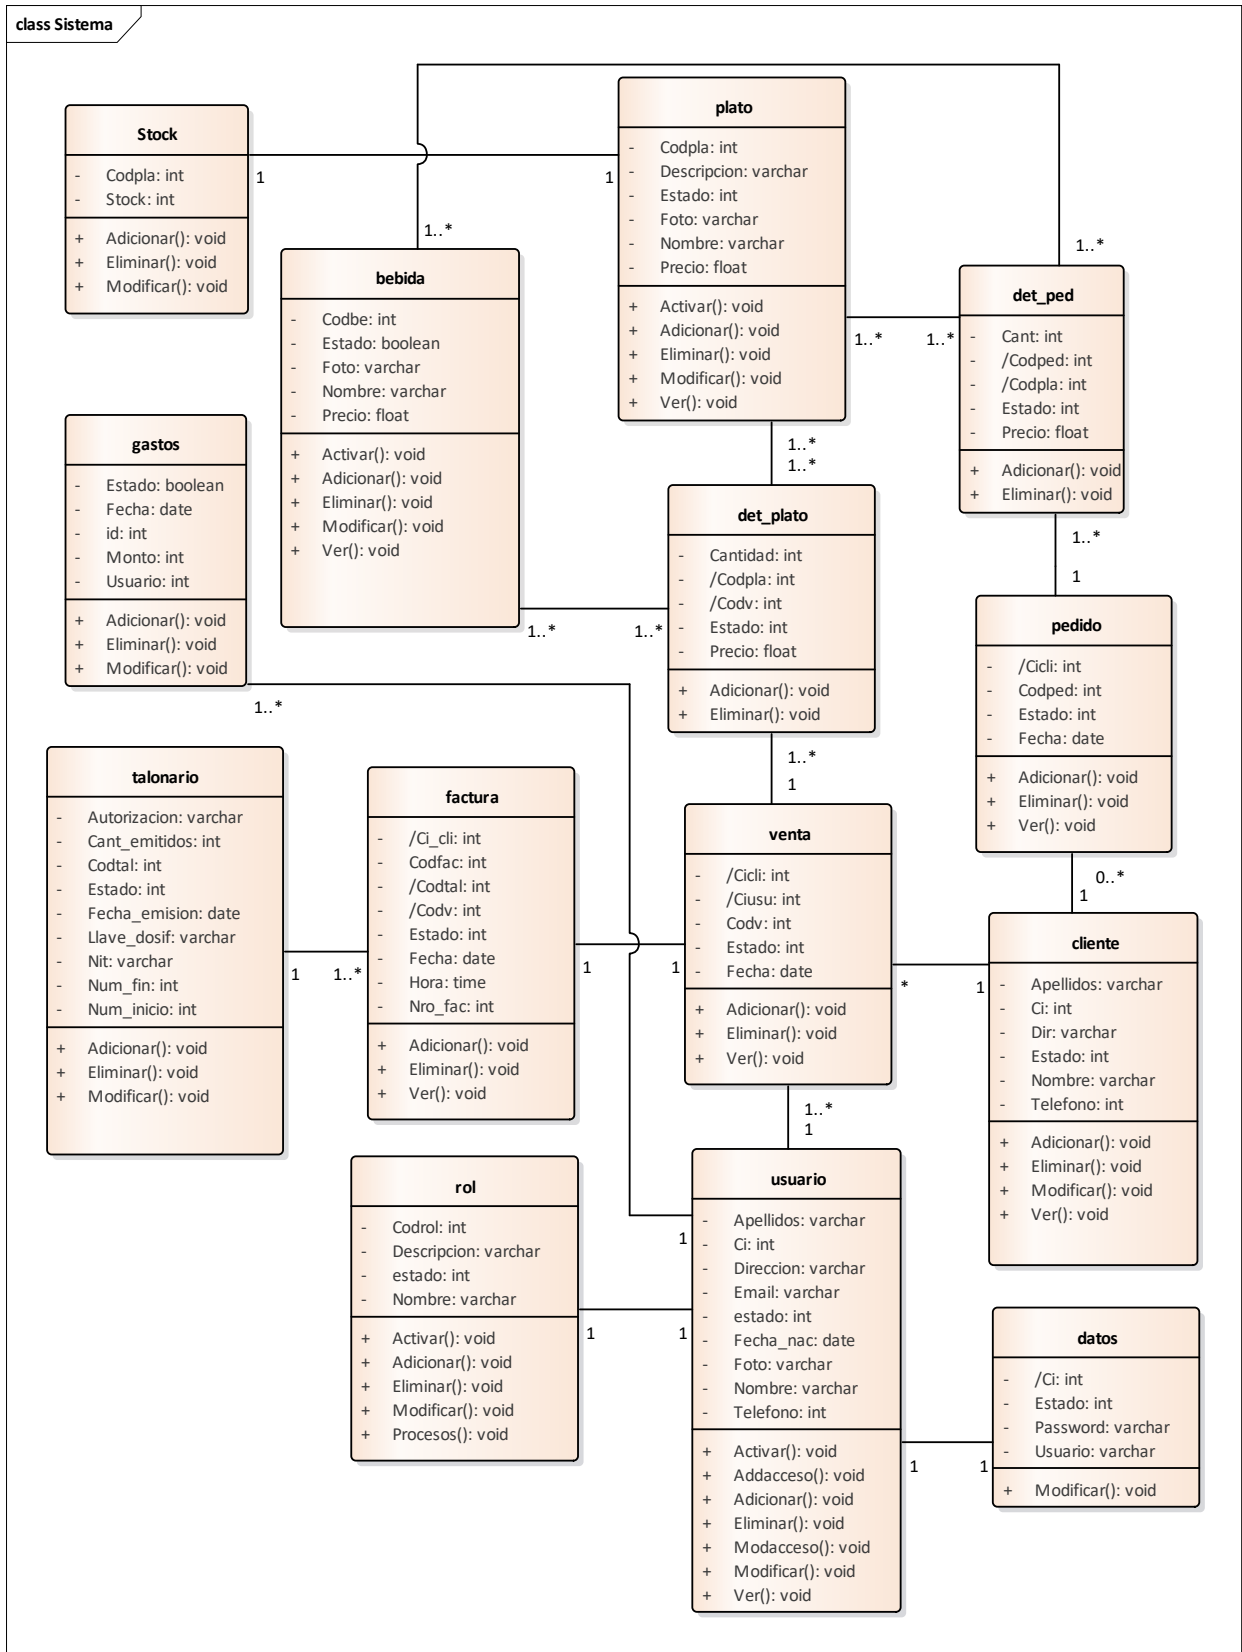 class Sistema
Stock
- Codpla: int
- Stock: int
+ Adicionar(): void
+ Eliminar(): void
+ Modificar(): void
1
1
plato
- Codpla: int
- Descripcion: varchar
- Estado: int
- Foto: varchar
- Nombre: varchar
- Precio: float
+ Activar(): void
+ Adicionar(): void
+ Eliminar(): void
+ Modificar(): void
+ Ver(): void
1..*
1..*
bebida
- Codbe: int
- Estado: boolean
- Foto: varchar
- Nombre: varchar
- Precio: float
+ Activar(): void
+ Adicionar(): void
+ Eliminar(): void
+ Modificar(): void
+ Ver(): void
det_ped
- Cant: int
- /Codped: int
- /Codpla: int
- Estado: int
- Precio: float
+ Adicionar(): void
+ Eliminar(): void
1..*
1..*
1..*
1..*
gastos
- Estado: boolean
- Fecha: date
- id: int
- Monto: int
- Usuario: int
+ Adicionar(): void
+ Eliminar(): void
+ Modificar(): void
1..*
det_plato
- Cantidad: int
- /Codpla: int
- /Codv: int
- Estado: int
- Precio: float
+ Adicionar(): void
+ Eliminar(): void
1..*
1..*
1..*
1
pedido
- /Cicli: int
- Codped: int
- Estado: int
- Fecha: date
+ Adicionar(): void
+ Eliminar(): void
+ Ver(): void
0..*
1
1..*
1
talonario
- Autorizacion: varchar
- Cant_emitidos: int
- Codtal: int
- Estado: int
- Fecha_emision: date
- Llave_dosif: varchar
- Nit: varchar
- Num_fin: int
- Num_inicio: int
+ Adicionar(): void
+ Eliminar(): void
+ Modificar(): void
1
1..*
factura
- /Ci_cli: int
- Codfac: int
- /Codtal: int
- /Codv: int
- Estado: int
- Fecha: date
- Hora: time
- Nro_fac: int
+ Adicionar(): void
+ Eliminar(): void
+ Ver(): void
1
1
venta
- /Cicli: int
- /Ciusu: int
- Codv: int
- Estado: int
- Fecha: date
+ Adicionar(): void
+ Eliminar(): void
+ Ver(): void
*
1
cliente
- Apellidos: varchar
- Ci: int
- Dir: varchar
- Estado: int
- Nombre: varchar
- Telefono: int
+ Adicionar(): void
+ Eliminar(): void
+ Modificar(): void
+ Ver(): void
1..*
1
rol
- Codrol: int
- Descripcion: varchar
- estado: int
- Nombre: varchar
+ Activar(): void
+ Adicionar(): void
+ Eliminar(): void
+ Modificar(): void
+ Procesos(): void
1
1
1
usuario
- Apellidos: varchar
- Ci: int
- Direccion: varchar
- Email: varchar
- estado: int
- Fecha_nac: date
- Foto: varchar
- Nombre: varchar
- Telefono: int
+ Activar(): void
+ Addacceso(): void
+ Adicionar(): void
+ Eliminar(): void
+ Modacceso(): void
+ Modificar(): void
+ Ver(): void
1
1
datos
- /Ci: int
- Estado: int
- Password: varchar
- Usuario: varchar
+ Modificar(): void